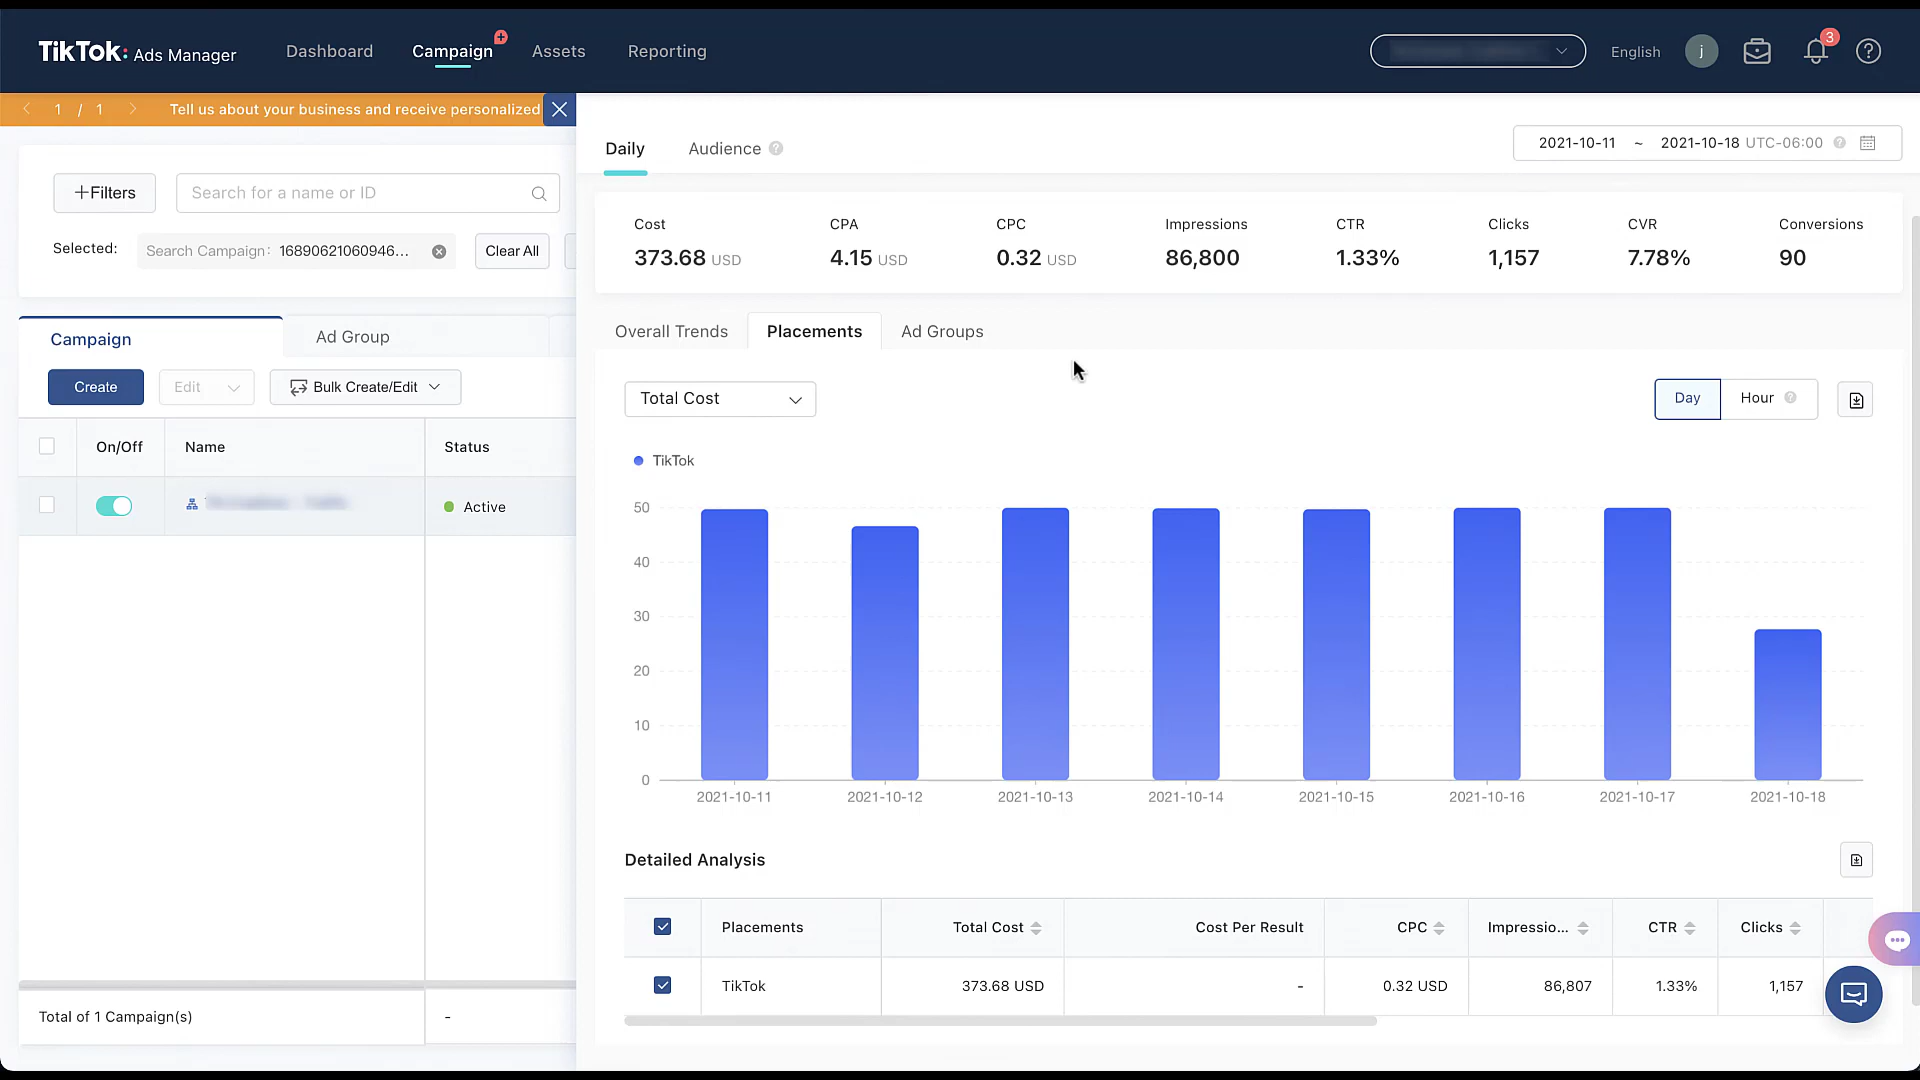 TikTok: Ads Manager
Dashboard
Campaign
Assets
Reporting
English
j
3
1 / 1
Tell us about your business and receive personalized
+Filters
Search for a name or ID
Selected:
Search Campaign: 16890621060946...
Clear All
Campaign
Ad Group
Create
Edit
Bulk Create/Edit
On/Off
Name
Status
Active
Total of 1 Campaign(s)
-
Daily
Audience
2021-10-11 ~ 2021-10-18 UTC-06:00
Cost
CPA
CPC
Impressions
CTR
Clicks
CVR
Conversions
373.68 USD
4.15 USD
0.32 USD
86,800
1.33%
1,157
7.78%
90
Overall Trends
Placements
Ad Groups
Total Cost
Day
Hour
TikTok
50
40
30
20
10
0
2021-10-11
2021-10-12
2021-10-13
2021-10-14
2021-10-15
2021-10-16
2021-10-17
2021-10-18
Detailed Analysis
Placements
Total Cost
Cost Per Result
CPC
Impressio...
CTR
Clicks
TikTok
373.68 USD
-
0.32 USD
86,807
1.33%
1,157